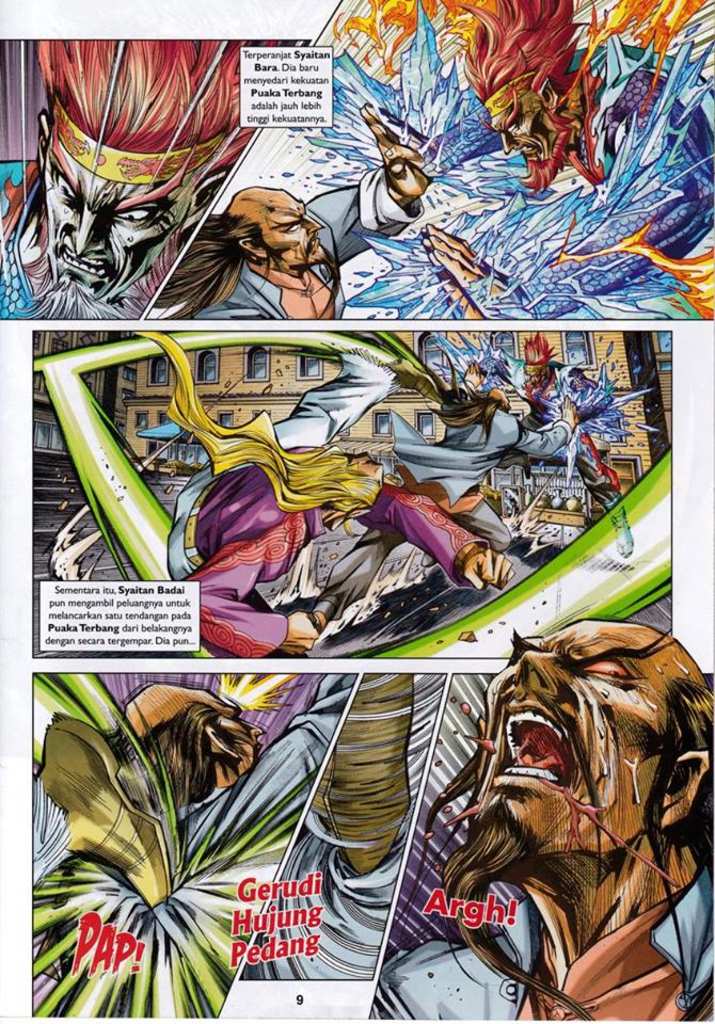 Terperanjat Syaitan
Bara. Dia baru
menyedari kekuatan
Puaka Terbang
adalah jauh lebih
tinggi kekuatannya.
Sementara itu, Syaitan Badai
pun mengambil peluangnya untuk
melancarkan satu tendangan pada
Puaka Terbang dari belakangnya
dengan secara tergempar. Dia pun...
PAP!
Gerudi
Hujung
Pedang
Argh!
9